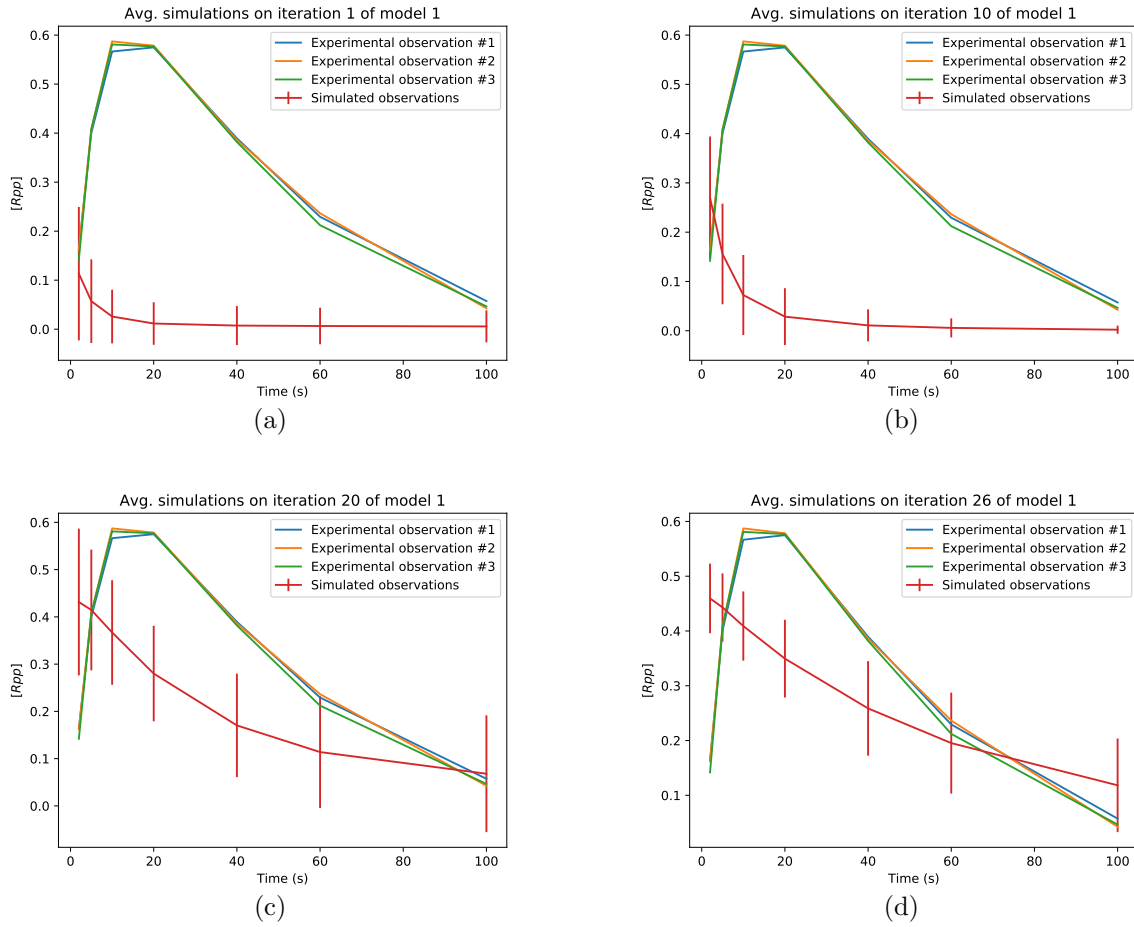 Avg. simulations on iteration 1 of model 1
Experimental observation #1
Experimental observation #2
Experimental observation #3
Simulated observations
[Rpp]
0.6
0.5
0.4
0.3
0.2
0.1
0.0
0 20 40 60 80 100
Time (s)
(a)
Avg. simulations on iteration 10 of model 1
Experimental observation #1
Experimental observation #2
Experimental observation #3
Simulated observations
[Rpp]
0.6
0.5
0.4
0.3
0.2
0.1
0.0
0 20 40 60 80 100
Time (s)
(b)
Avg. simulations on iteration 20 of model 1
Experimental observation #1
Experimental observation #2
Experimental observation #3
Simulated observations
[Rpp]
0.6
0.5
0.4
0.3
0.2
0.1
0.0
0 20 40 60 80 100
Time (s)
(c)
Avg. simulations on iteration 26 of model 1
Experimental observation #1
Experimental observation #2
Experimental observation #3
Simulated observations
[Rpp]
0.6
0.5
0.4
0.3
0.2
0.1
0 20 40 60 80 100
Time (s)
(d)